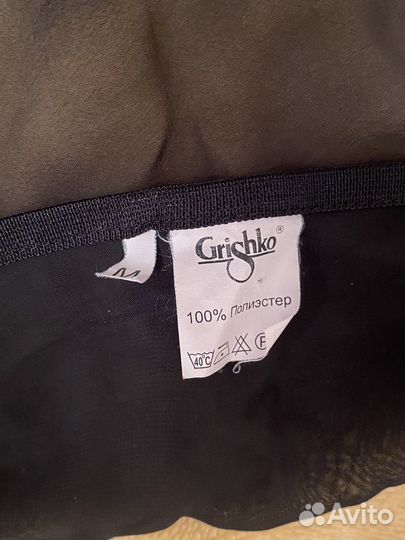 Grishko®
M
100% Полиэстер
40°C F
Avito